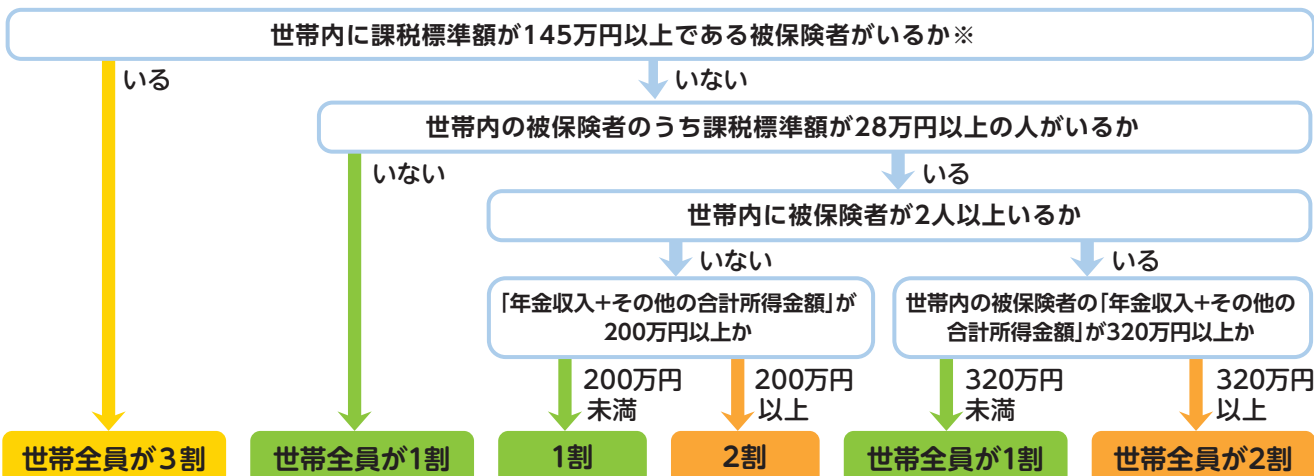 世帯内に課税標準額が145万円以上である被保険者がいるか※
いる
いない
世帯内の被保険者のうち課税標準額が28万円以上の人がいるか
いない
いる
世帯内に被保険者が2人以上いるか
いない
いる
「年金収入+その他の合計所得金額」が
200万円以上か
世帯内の被保険者の「年金収入+その他の
合計所得金額」が320万円以上か
200万円
未満
200万円
以上
320万円
未満
320万円
以上
世帯全員が3割
世帯全員が1割
1割
2割
世帯全員が1割
世帯全員が2割